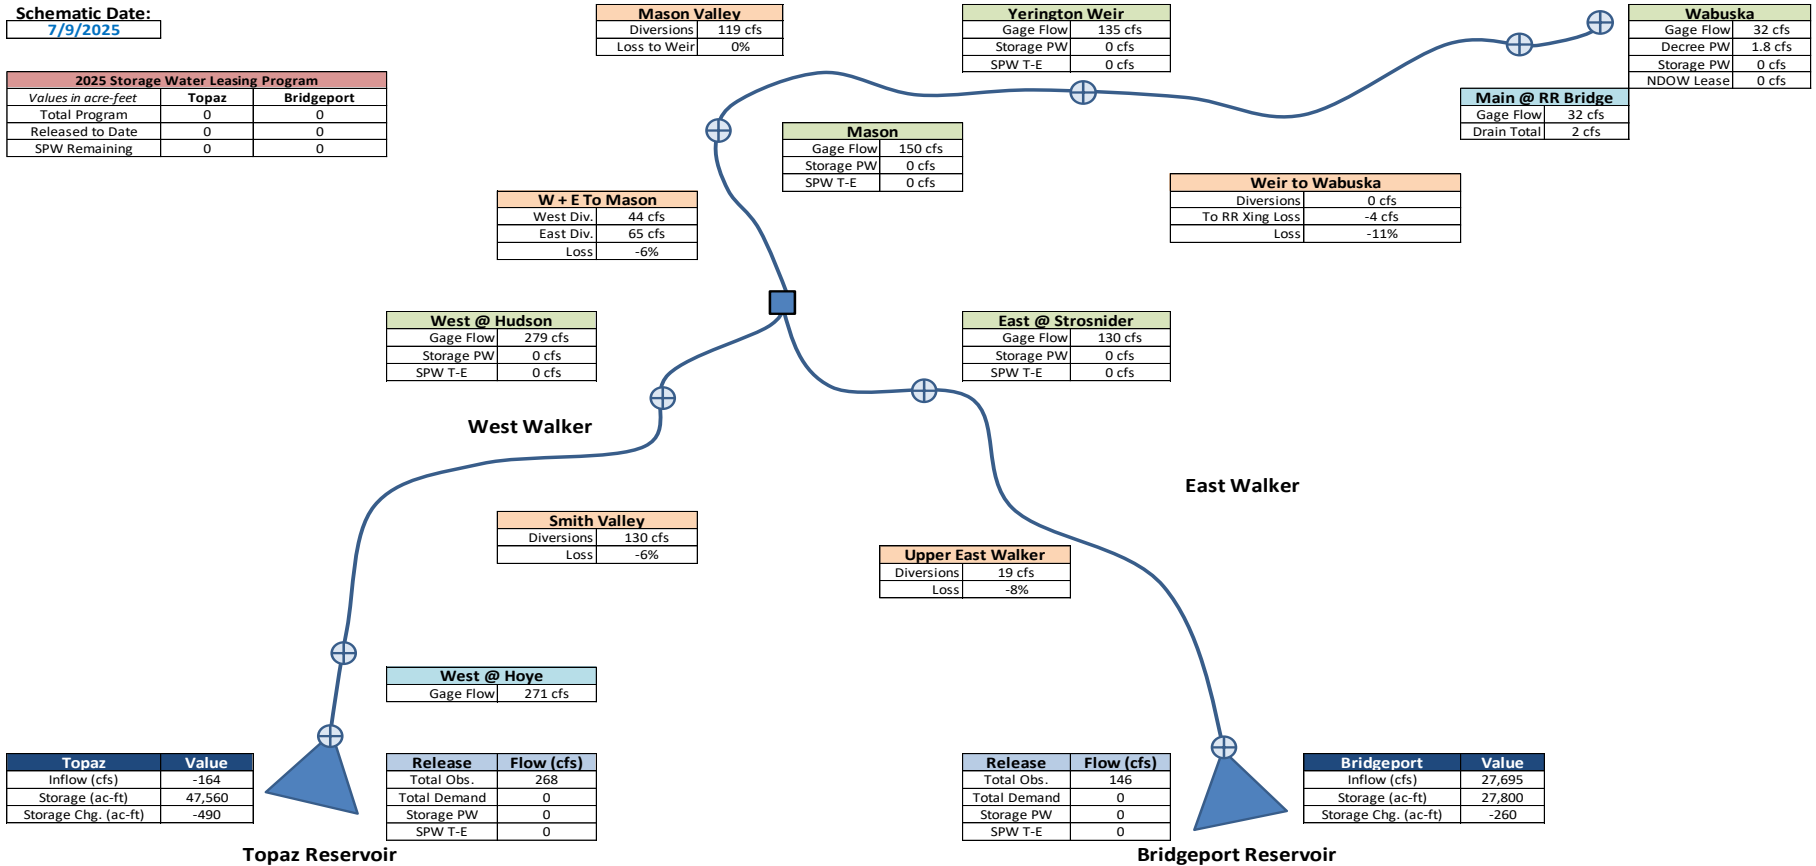 Schematic Date:
7/9/2025
2025 Storage Water Leasing Program
Values in acre-feet Topaz Bridgeport
Total Program 0 0
Released to Date 0 0
SPW Remaining 0 0
Mason Valley
Diversions 119 cfs
Loss to Weir 0%
Yerington Weir
Gage Flow 135 cfs
Storage PW 0 cfs
SPW T-E 0 cfs
Wabuska
Gage Flow 32 cfs
Decree PW 1.8 cfs
Storage PW 0 cfs
NDOW Lease 0 cfs
Main @ RR Bridge
Gage Flow 32 cfs
Drain Total 2 cfs
Mason
Gage Flow 150 cfs
Storage PW 0 cfs
SPW T-E 0 cfs
W + E To Mason
West Div. 44 cfs
East Div. 65 cfs
Loss -6%
Weir to Wabuska
Diversions 0 cfs
To RR Xing Loss -4 cfs
Loss -11%
West @ Hudson
Gage Flow 279 cfs
Storage PW 0 cfs
SPW T-E 0 cfs
East @ Strosnider
Gage Flow 130 cfs
Storage PW 0 cfs
SPW T-E 0 cfs
West Walker
East Walker
Smith Valley
Diversions 130 cfs
Loss -6%
Upper East Walker
Diversions 19 cfs
Loss -8%
West @ Hoye
Gage Flow 271 cfs
Topaz Value
Inflow (cfs) -164
Storage (ac-ft) 47,560
Storage Chg. (ac-ft) -490
Release Flow (cfs)
Total Obs. 268
Total Demand 0
Storage PW 0
SPW T-E 0
Release Flow (cfs)
Total Obs. 146
Total Demand 0
Storage PW 0
SPW T-E 0
Bridgeport Value
Inflow (cfs) 27,695
Storage (ac-ft) 27,800
Storage Chg. (ac-ft) -260
Topaz Reservoir
Bridgeport Reservoir